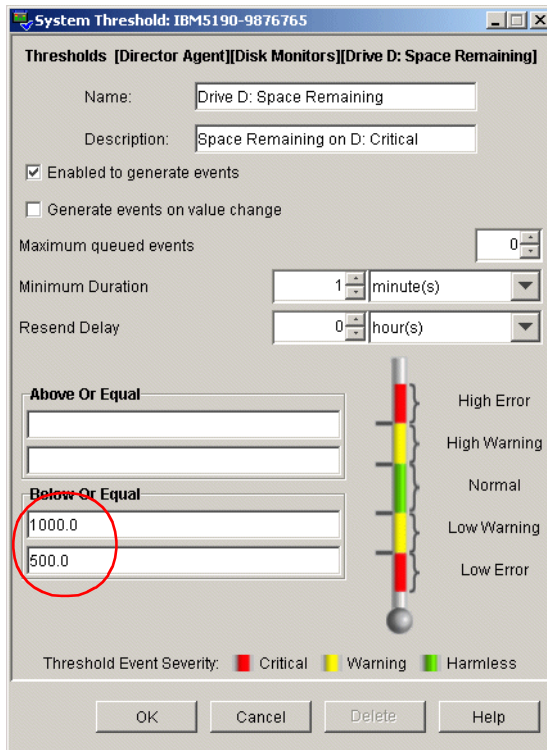 System Threshold: IBM5190-9876765
Thresholds [Director Agent][Disk Monitors][Drive D: Space Remaining]
Name: Drive D: Space Remaining
Description: Space Remaining on D: Critical
Enabled to generate events
Generate events on value change
Maximum queued events 0
Minimum Duration 1 minute(s)
Resend Delay 0 hour(s)
Above Or Equal
High Error
High Warning
Normal
Below Or Equal
1000.0
Low Warning
500.0
Low Error
Threshold Event Severity: Critical Warning Harmless
OK Cancel Delete Help